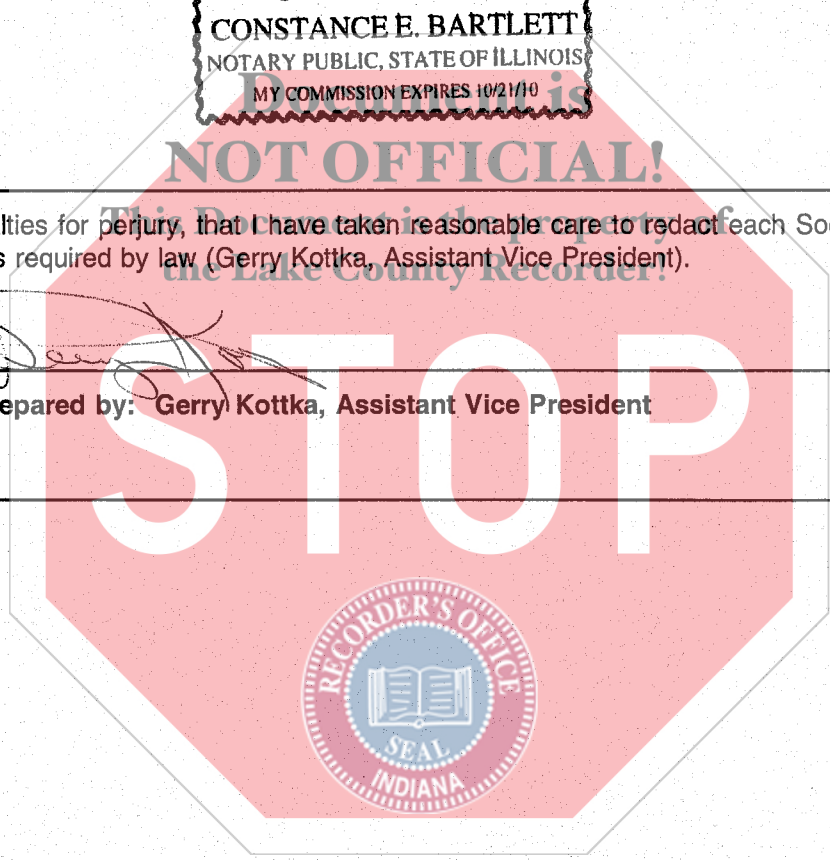 CONSTANCE E. BARTLETT
NOTARY PUBLIC, STATE OF ILLINOIS
MY COMMISSION EXPIRES 10/21/10
Document is
NOT OFFICIAL!
This Document is the property of
the Lake County Recorder!
lties for perjury, that I have taken reasonable care to redact each So
s required by law (Gerry Kottka, Assistant Vice President).
epared by: Gerry Kottka, Assistant Vice President
STOP
RECORDER'S OFFICE
SEAL
INDIANA